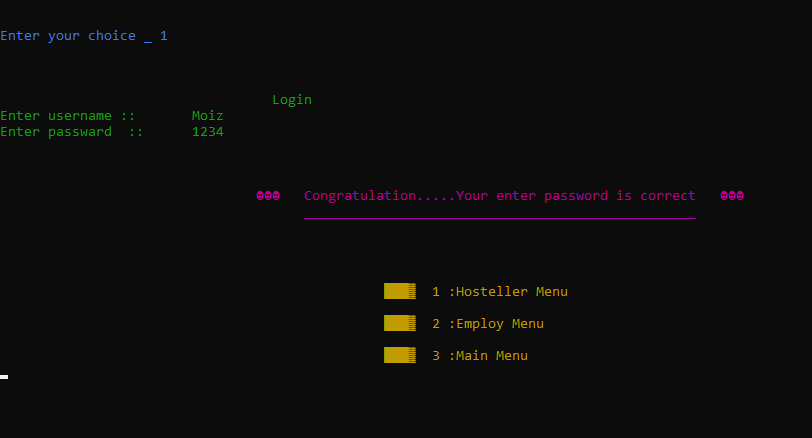 Enter your choice _ 1
Login
Enter username :: Moiz
Enter passward :: 1234
Congratulation.....Your enter password is correct
1 :Hosteller Menu
2 :Employ Menu
3 :Main Menu